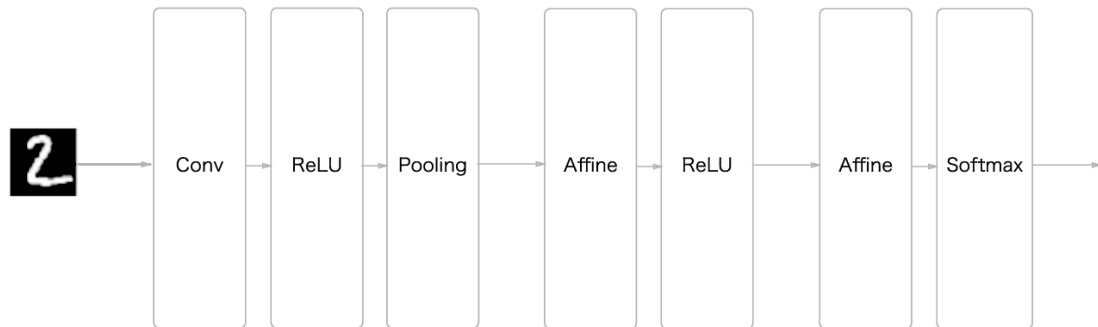 2
Conv
ReLU
Pooling
Affine
ReLU
Affine
Softmax